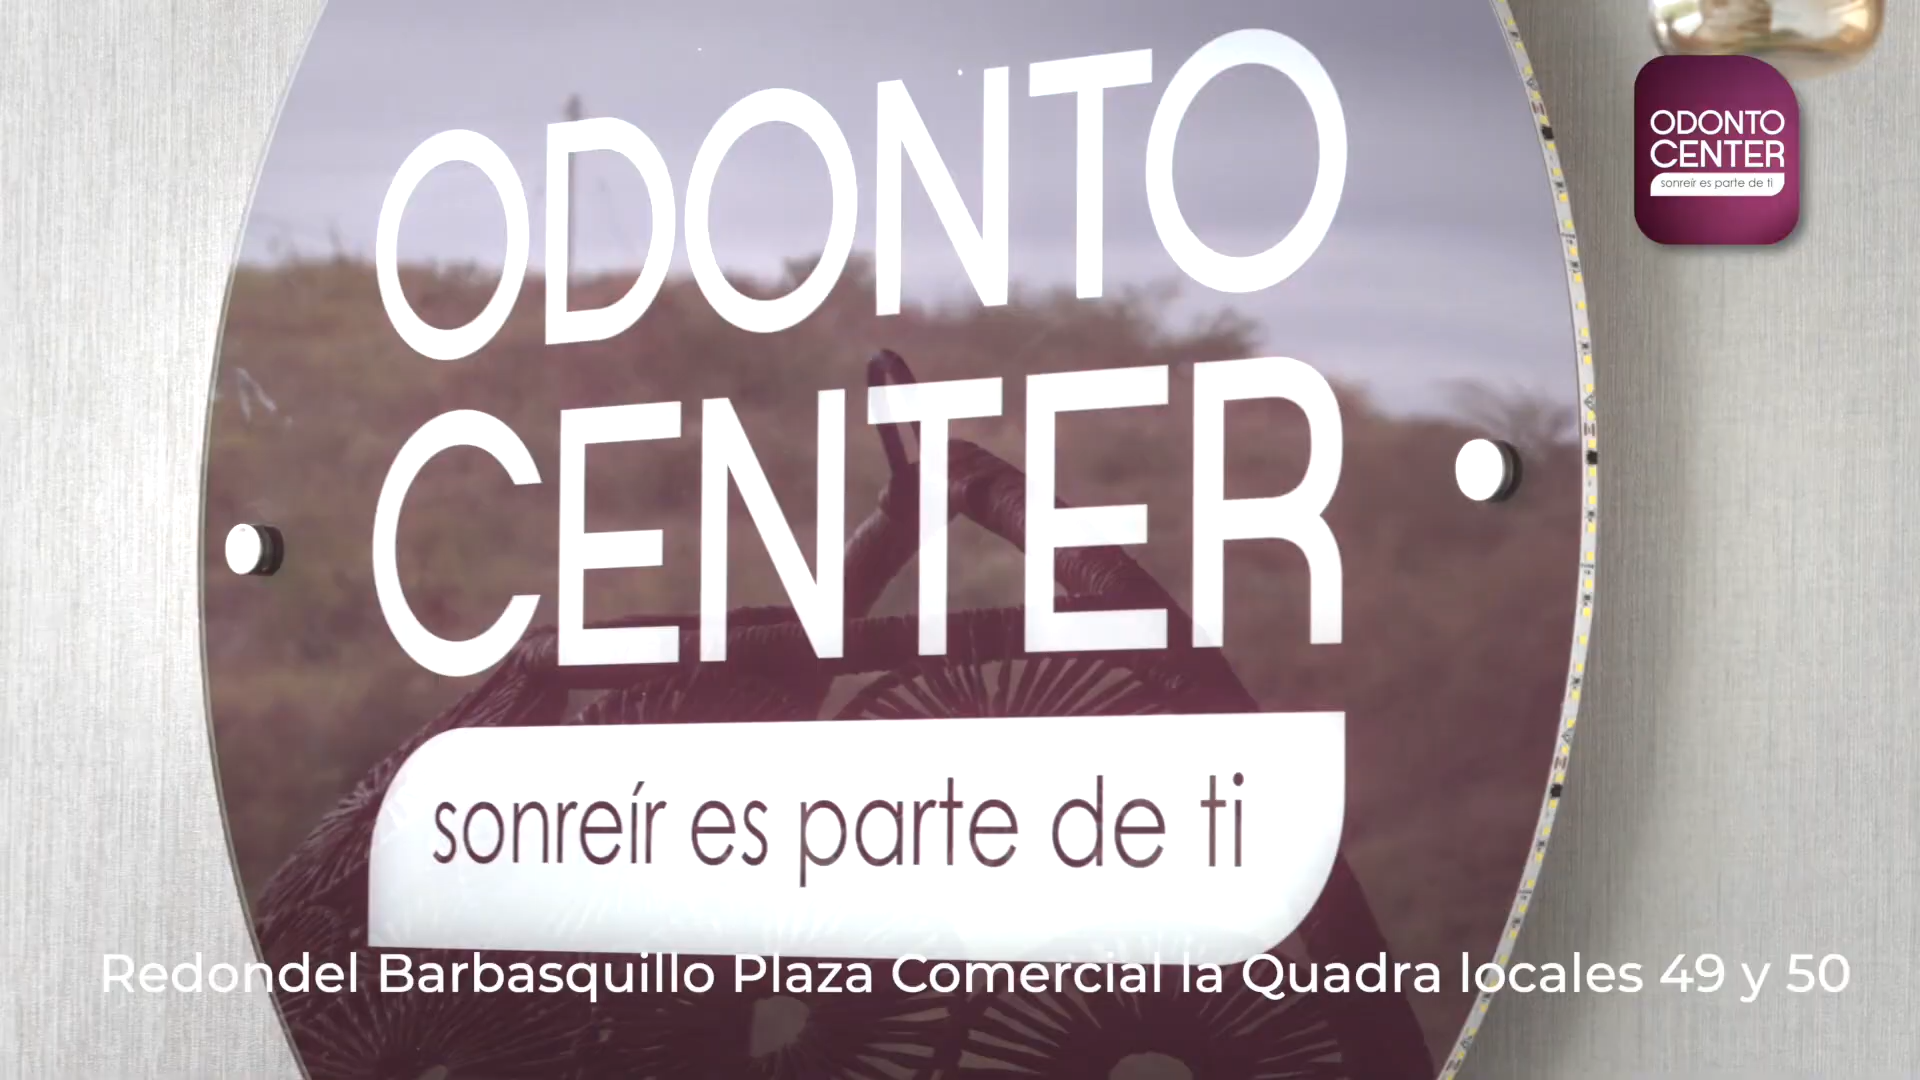 ODONTO
CENTER
sonreír es parte de ti
ODONTO
CENTER
sonreír es parte de ti
Redondel Barbasquillo Plaza Comercial la Quadra locales 49 y 50